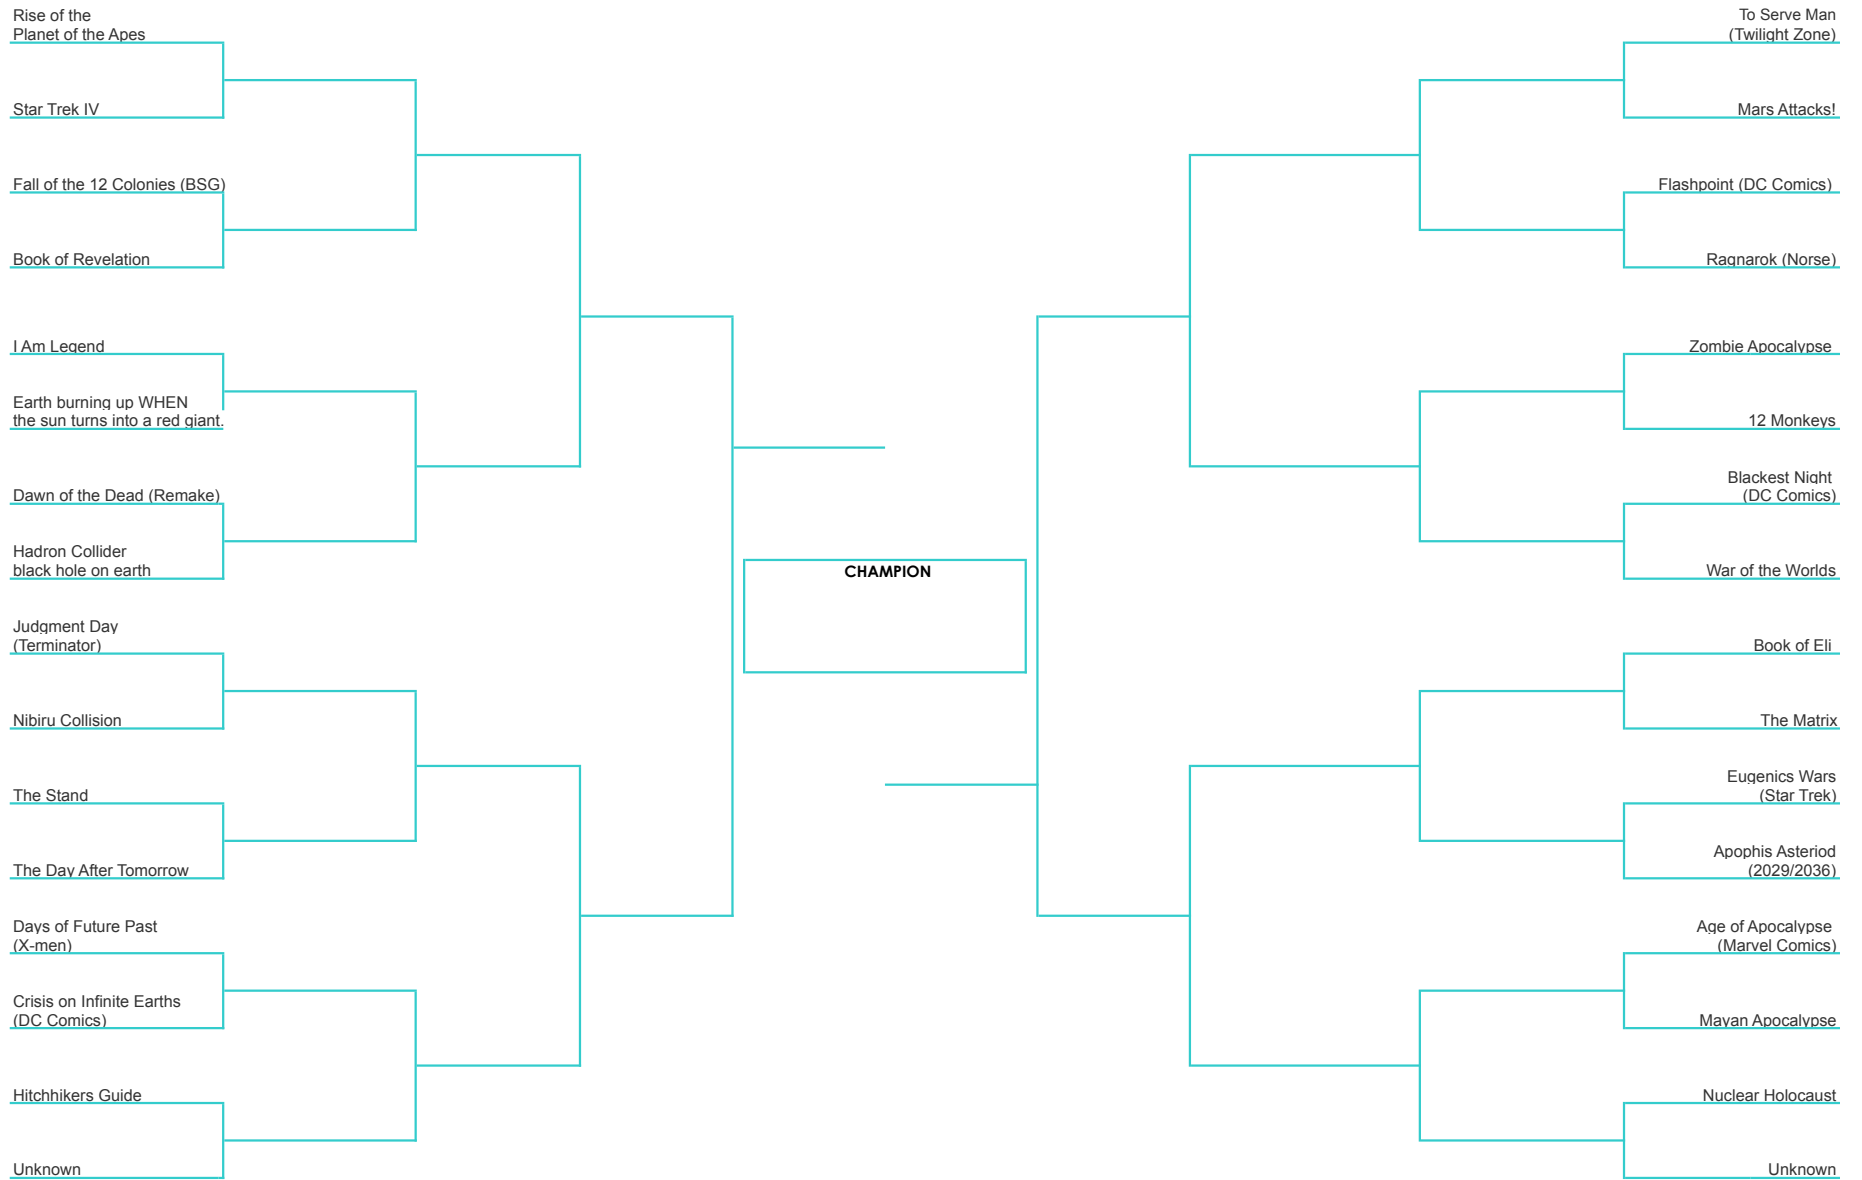 Rise of the
Planet of the Apes
Star Trek IV
Fall of the 12 Colonies (BSG)
Book of Revelation
I Am Legend
Earth burning up WHEN
the sun turns into a red giant.
Dawn of the Dead (Remake)
Hadron Collider
black hole on earth
Judgment Day
(Terminator)
Nibiru Collision
The Stand
The Day After Tomorrow
Days of Future Past
(X-men)
Crisis on Infinite Earths
(DC Comics)
Hitchhikers Guide
Unknown
CHAMPION
To Serve Man
(Twilight Zone)
Mars Attacks!
Flashpoint (DC Comics)
Ragnarok (Norse)
Zombie Apocalypse
12 Monkeys
Blackest Night
(DC Comics)
War of the Worlds
Book of Eli
The Matrix
Eugenics Wars
(Star Trek)
Apophis Asteriod
(2029/2036)
Age of Apocalypse
(Marvel Comics)
Mayan Apocalypse
Nuclear Holocaust
Unknown